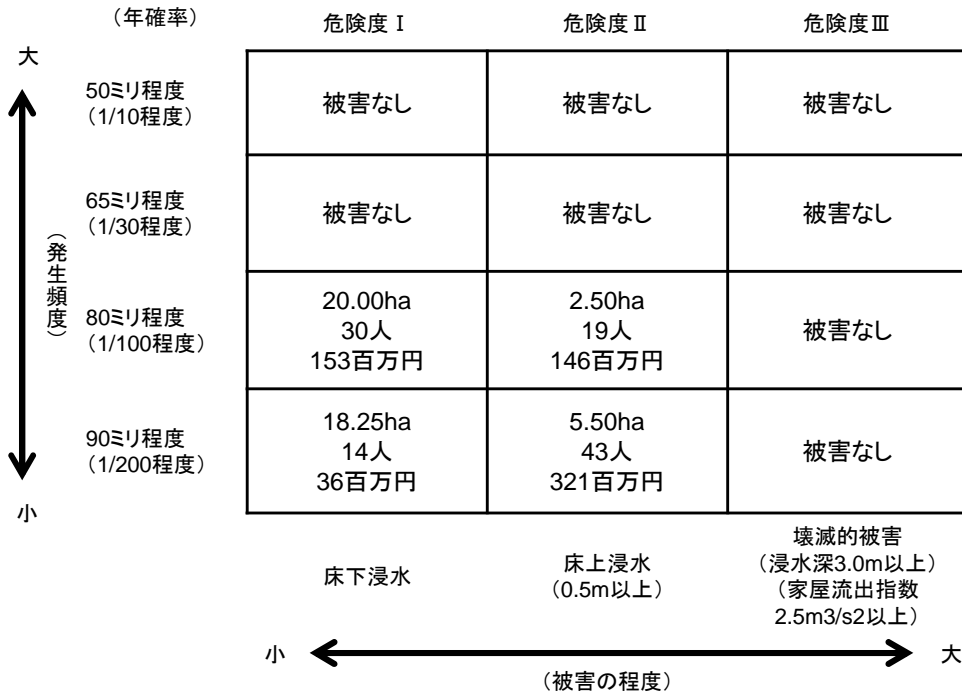 （年確率）
危険度Ⅰ
危険度Ⅱ
危険度Ⅲ
大
50ミリ程度
（1/10程度）
被害なし
被害なし
被害なし
65ミリ程度
（1/30程度）
被害なし
被害なし
被害なし
（発生頻度）
80ミリ程度
（1/100程度）
20.00ha
30人
153百万円
2.50ha
19人
146百万円
被害なし
90ミリ程度
（1/200程度）
18.25ha
14人
36百万円
5.50ha
43人
321百万円
被害なし
小
床下浸水
床上浸水
（0.5m以上）
壊滅的被害
（浸水深3.0m以上）
（家屋流出指数
2.5m3/s2以上）
小
大
（被害の程度）